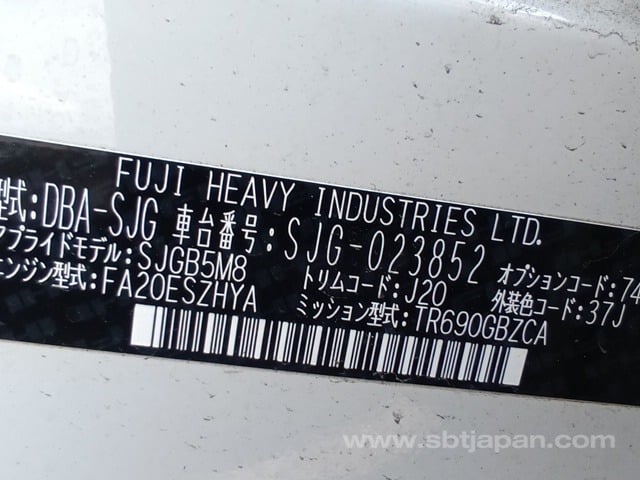 FUJI HEAVY INDUSTRIES LTD.
型式:DBA-SJG 車台番号:SJG-023852
アプライドモデル:SJGB5M8 トリムコード:J20 オプションコード:74
エンジン型式:FA20ESZHYA ミッション型式:TR690GBZCA 外装色コード:37J
www.sbtjapan.com